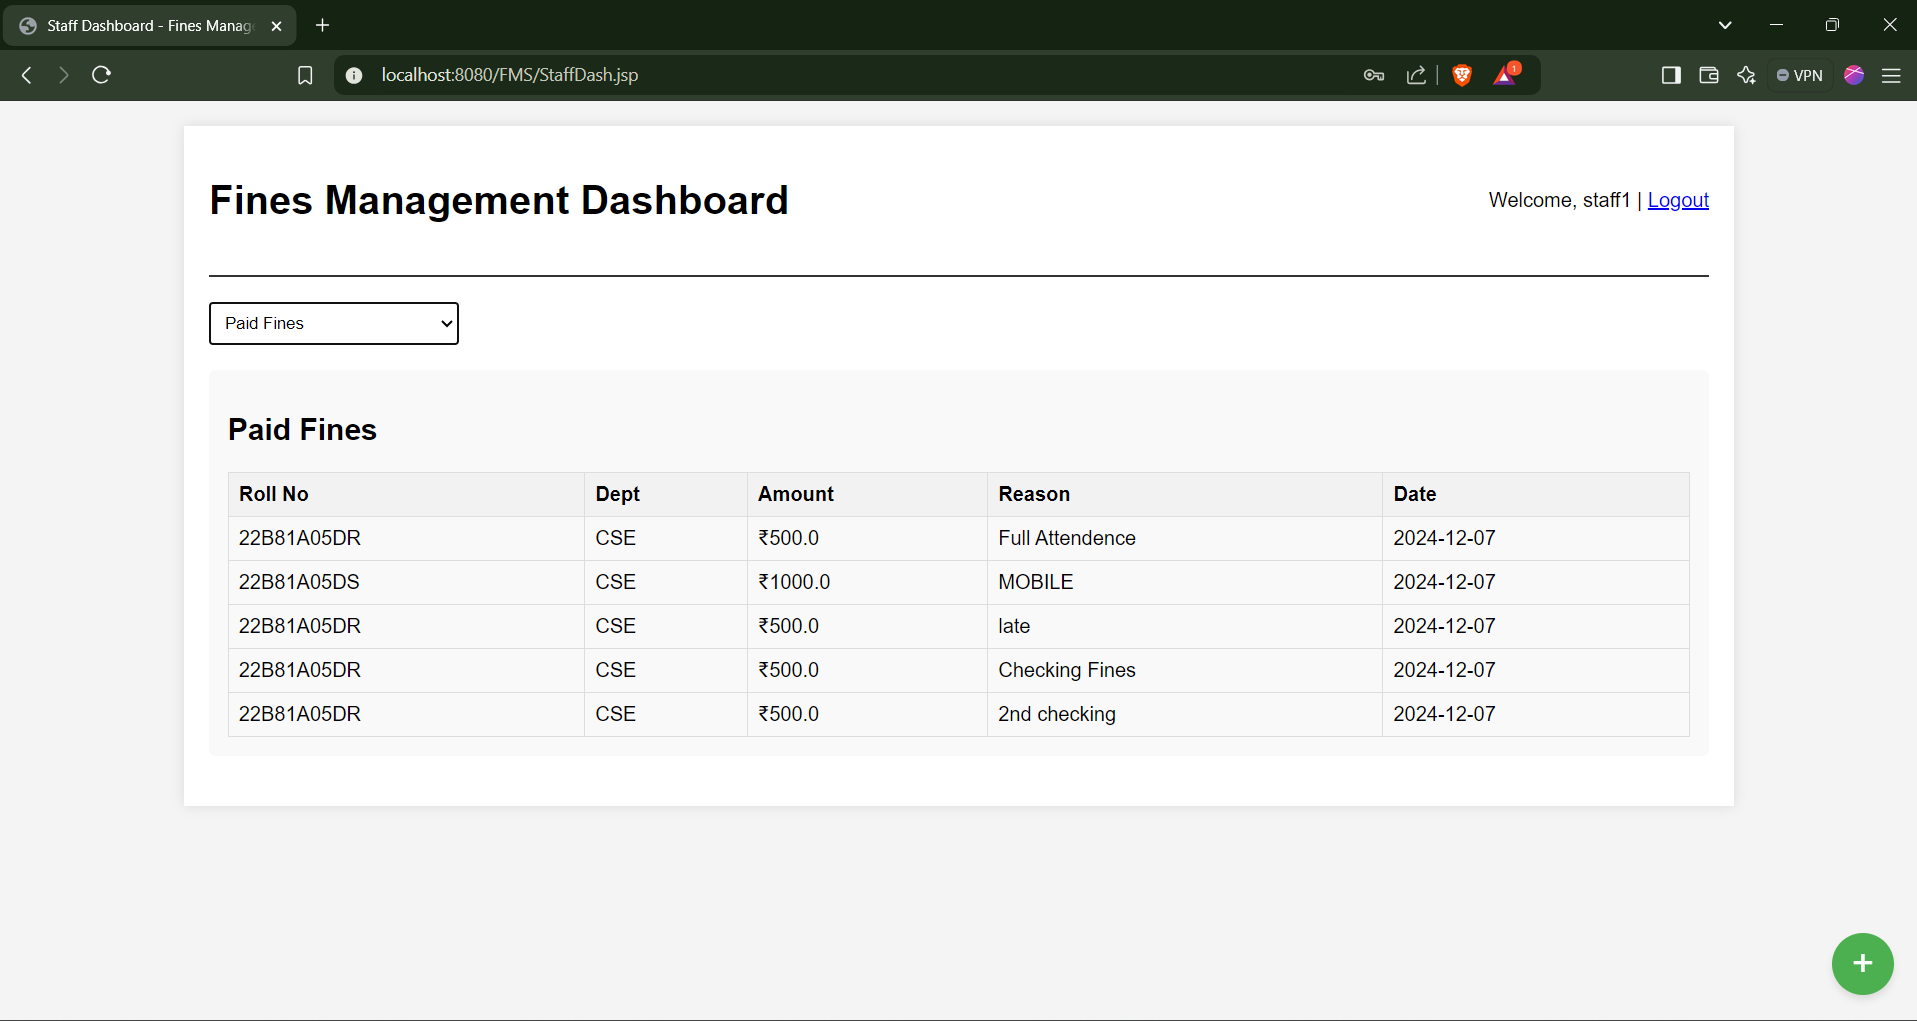 Staff Dashboard - Fines Manag
localhost:8080/FMS/StaffDash.jsp
1
VPN
Fines Management Dashboard
Welcome, staff1 | Logout
Paid Fines
Paid Fines
Roll No Dept Amount Reason Date
22B81A05DR CSE ₹500.0 Full Attendence 2024-12-07
22B81A05DS CSE ₹1000.0 MOBILE 2024-12-07
22B81A05DR CSE ₹500.0 late 2024-12-07
22B81A05DR CSE ₹500.0 Checking Fines 2024-12-07
22B81A05DR CSE ₹500.0 2nd checking 2024-12-07
+